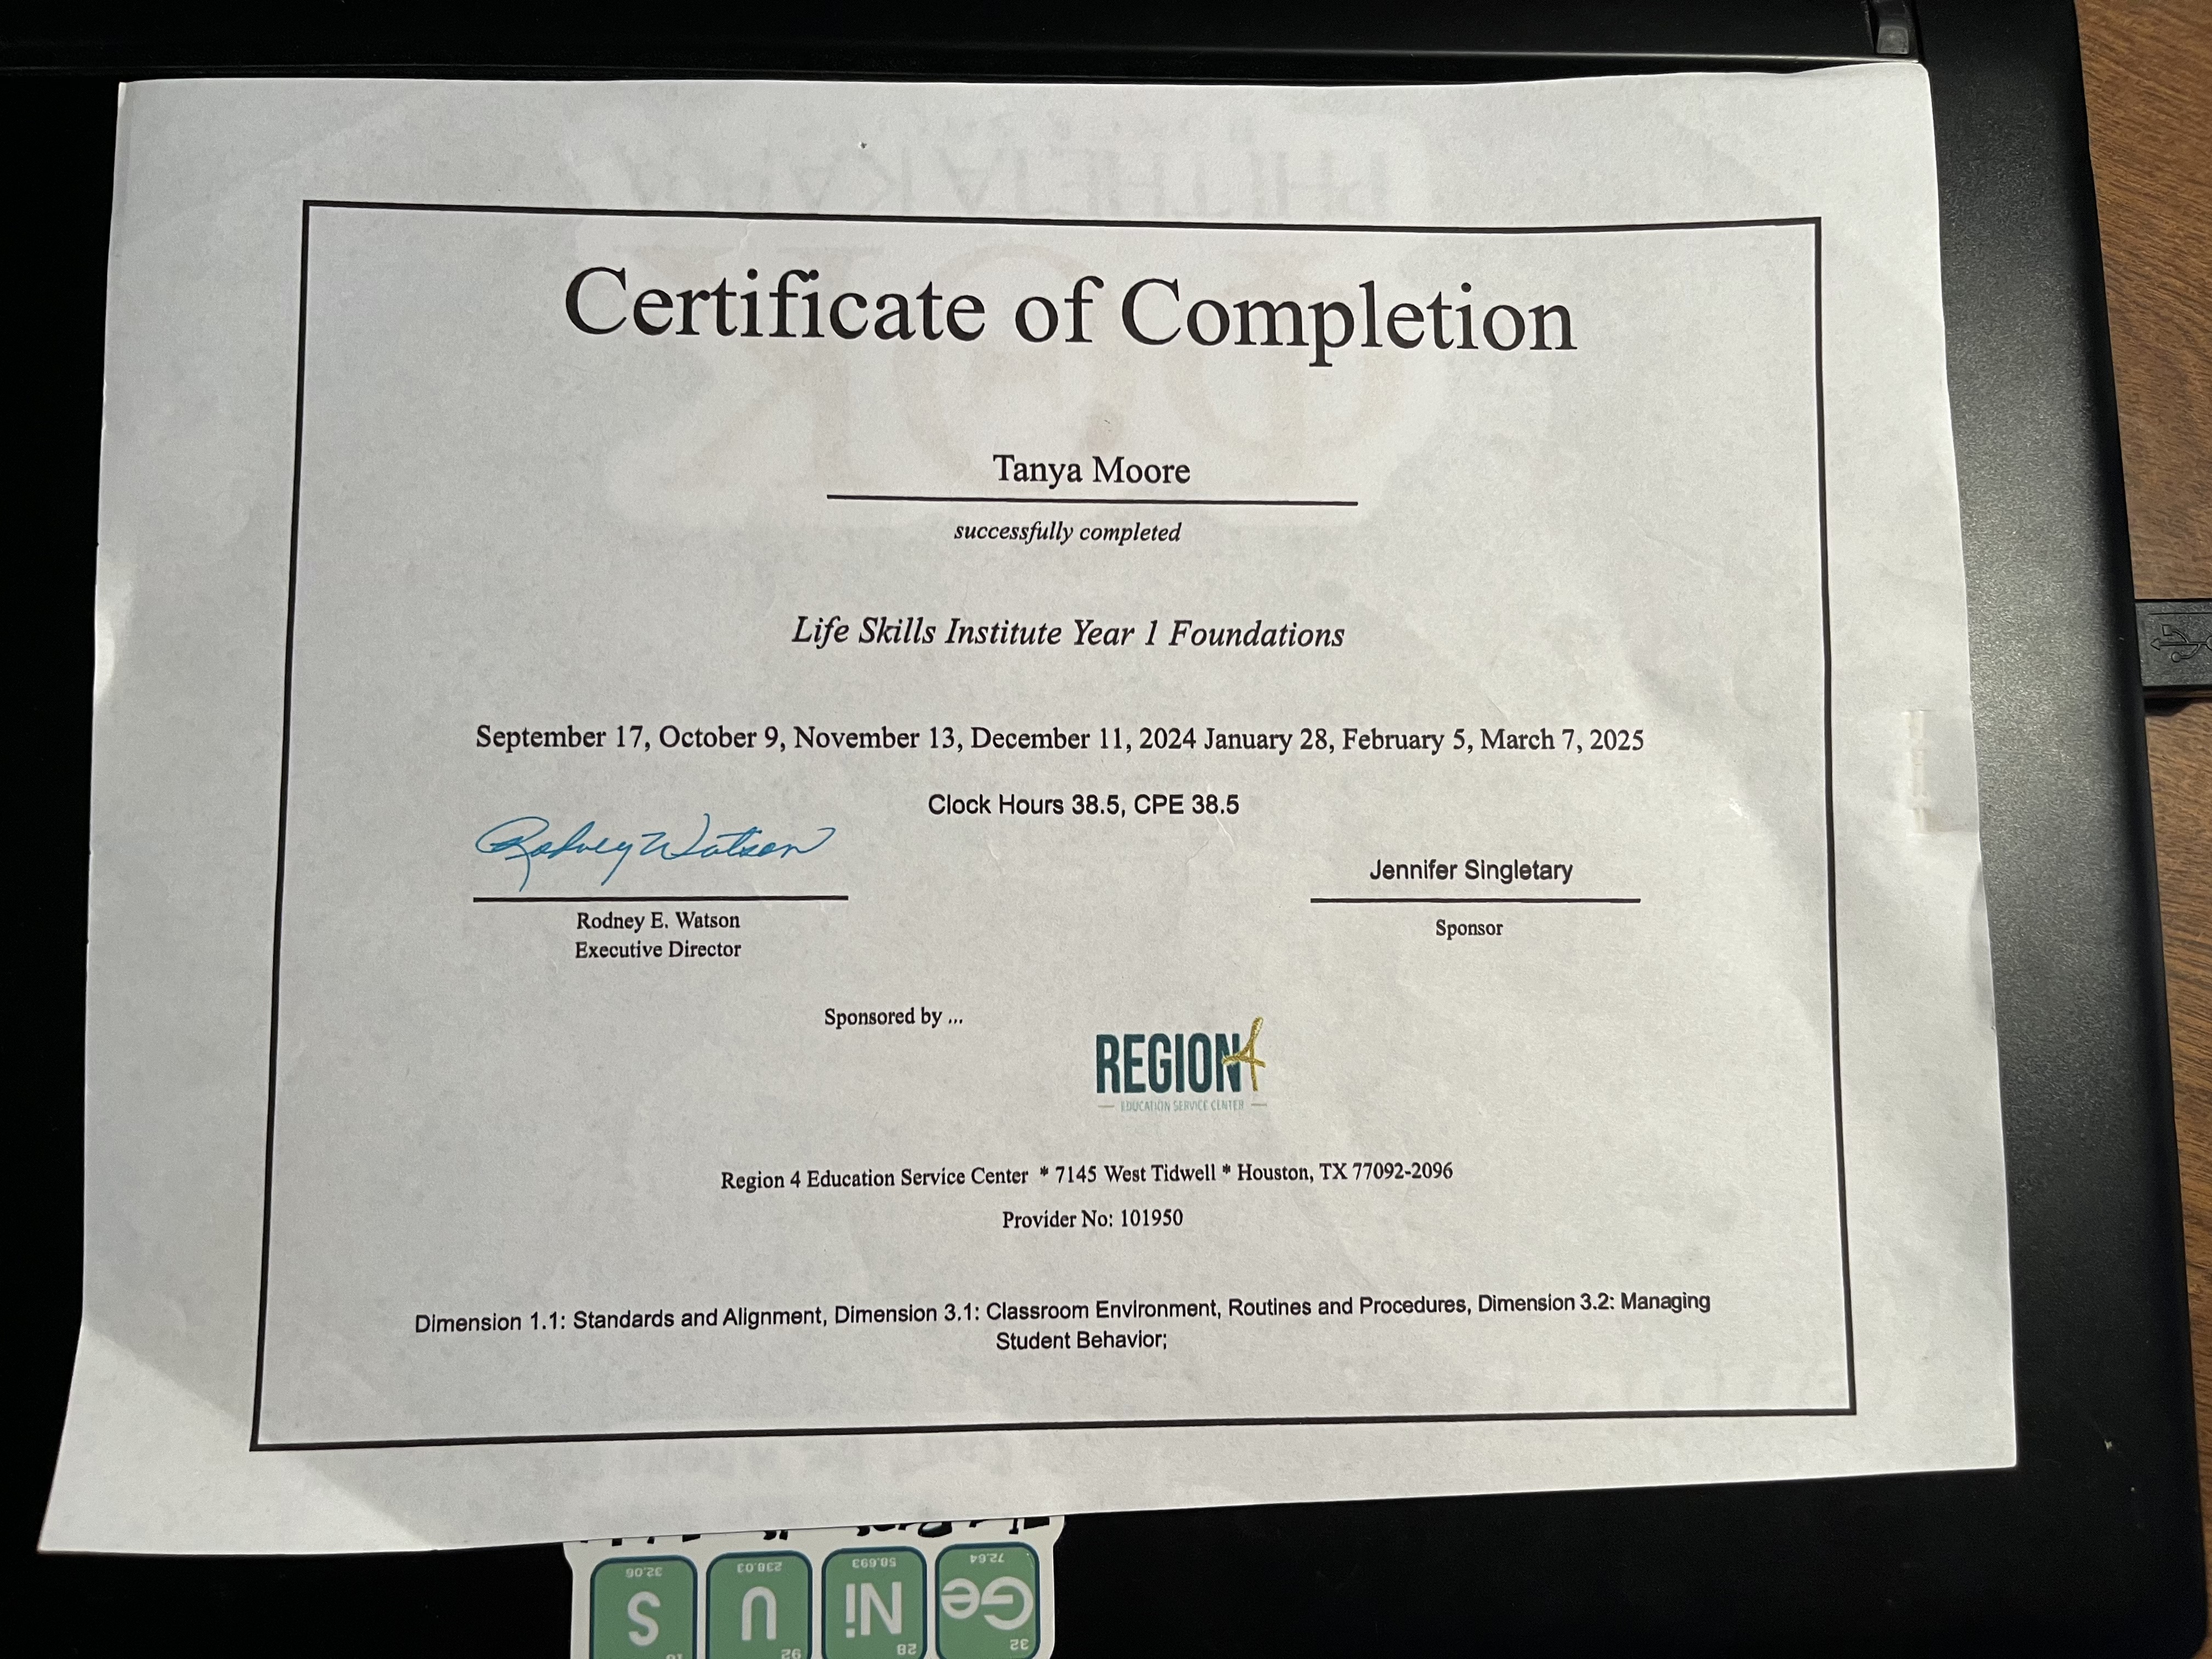 Certificate of Completion
Tanya Moore
successfully completed
Life Skills Institute Year 1 Foundations
September 17, October 9, November 13, December 11, 2024 January 28, February 5, March 7, 2025
Clock Hours 38.5, CPE 38.5
Rodney Watson
Jennifer Singletary
Rodney E. Watson
Executive Director
Sponsor
Sponsored by ...
REGION 4
EDUCATION SERVICE CENTER
Region 4 Education Service Center * 7145 West Tidwell * Houston, TX 77092-2096
Provider No: 101950
Dimension 1.1: Standards and Alignment, Dimension 3.1: Classroom Environment, Routines and Procedures, Dimension 3.2: Managing
Student Behavior;
32 28 92
Ge Ni U S
72.64 58.693 238.03 32.06